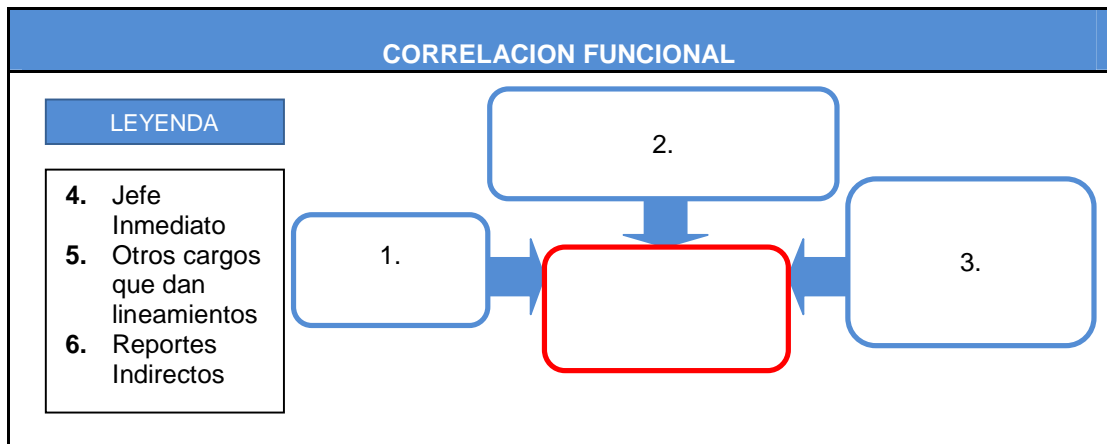 CORRELACION FUNCIONAL
LEYENDA
4. Jefe
Inmediato
5. Otros cargos
que dan
lineamientos
6. Reportes
Indirectos
2.
1.
3.